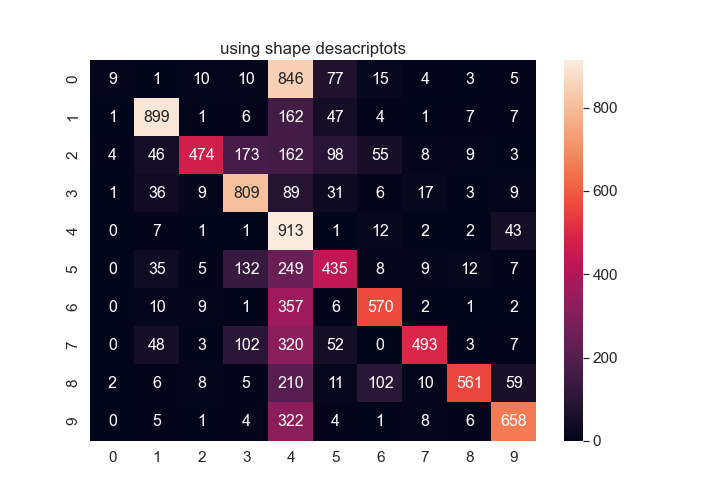 using shape desacriptots
0 9 1 10 10 846 77 15 4 3 5
1 1 899 1 6 162 47 4 1 7 7
2 4 46 474 173 162 98 55 8 9 3
3 1 36 9 809 89 31 6 17 3 9
4 0 7 1 1 913 1 12 2 2 43
5 0 35 5 132 249 435 8 9 12 7
6 0 10 9 1 357 6 570 2 1 2
7 0 48 3 102 320 52 0 493 3 7
8 2 6 8 5 210 11 102 10 561 59
9 0 5 1 4 322 4 1 8 6 658
0 1 2 3 4 5 6 7 8 9
800
600
400
200
0